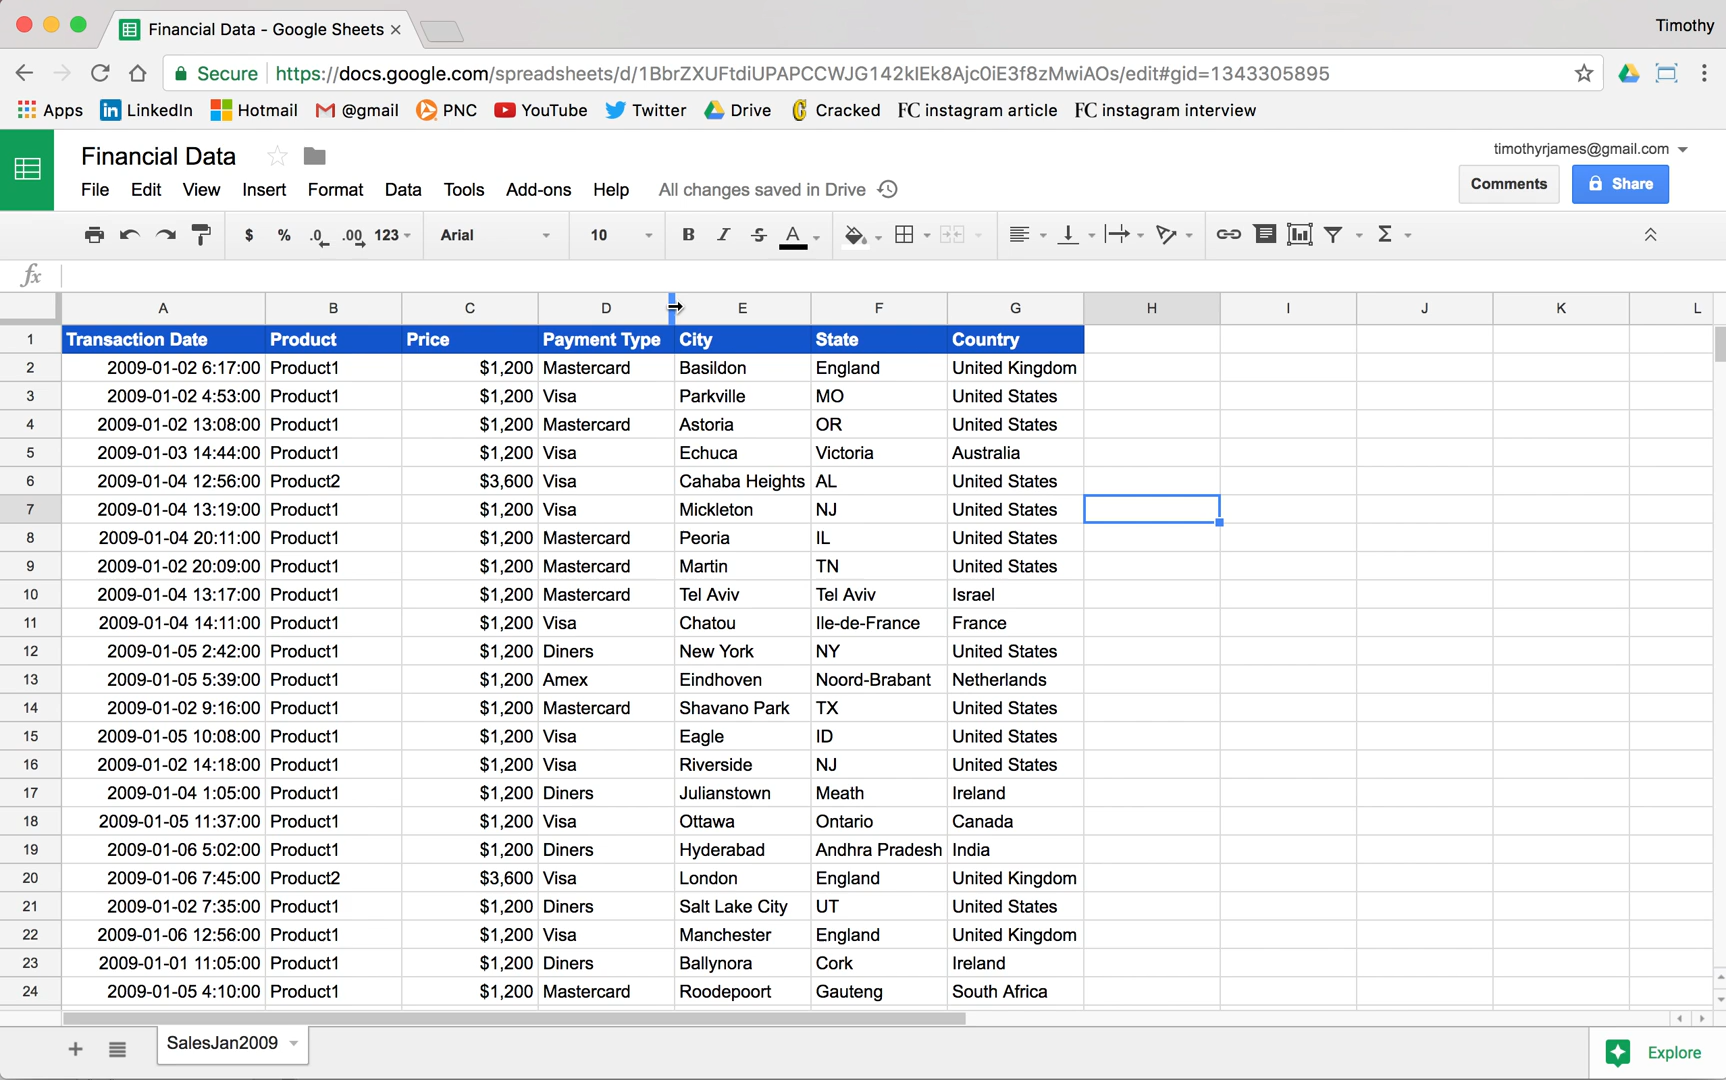 Financial Data - Google Sheets
Timothy
Secure https://docs.google.com/spreadsheets/d/1BbrZXUFtdiUPAPCCWJG142kIEk8Ajc0iE3f8zMwiAOs/edit#gid=1343305895
Apps LinkedIn Hotmail @gmail PNC YouTube Twitter Drive Cracked FC instagram article FC instagram interview
Financial Data
timothyrjames@gmail.com
File Edit View Insert Format Data Tools Add-ons Help All changes saved in Drive
Comments Share
$ % .0 .00 123 Arial 10 B I S A
fx
A B C D E F G H I J K L
1 Transaction Date Product Price Payment Type City State Country
2 2009-01-02 6:17:00 Product1 $1,200 Mastercard Basildon England United Kingdom
3 2009-01-02 4:53:00 Product1 $1,200 Visa Parkville MO United States
4 2009-01-02 13:08:00 Product1 $1,200 Mastercard Astoria OR United States
5 2009-01-03 14:44:00 Product1 $1,200 Visa Echuca Victoria Australia
6 2009-01-04 12:56:00 Product2 $3,600 Visa Cahaba Heights AL United States
7 2009-01-04 13:19:00 Product1 $1,200 Visa Mickleton NJ United States
8 2009-01-04 20:11:00 Product1 $1,200 Mastercard Peoria IL United States
9 2009-01-02 20:09:00 Product1 $1,200 Mastercard Martin TN United States
10 2009-01-04 13:17:00 Product1 $1,200 Mastercard Tel Aviv Tel Aviv Israel
11 2009-01-04 14:11:00 Product1 $1,200 Visa Chatou Ile-de-France France
12 2009-01-05 2:42:00 Product1 $1,200 Diners New York NY United States
13 2009-01-05 5:39:00 Product1 $1,200 Amex Eindhoven Noord-Brabant Netherlands
14 2009-01-02 9:16:00 Product1 $1,200 Mastercard Shavano Park TX United States
15 2009-01-05 10:08:00 Product1 $1,200 Visa Eagle ID United States
16 2009-01-02 14:18:00 Product1 $1,200 Visa Riverside NJ United States
17 2009-01-04 1:05:00 Product1 $1,200 Diners Julianstown Meath Ireland
18 2009-01-05 11:37:00 Product1 $1,200 Visa Ottawa Ontario Canada
19 2009-01-06 5:02:00 Product1 $1,200 Diners Hyderabad Andhra Pradesh India
20 2009-01-06 7:45:00 Product2 $3,600 Visa London England United Kingdom
21 2009-01-02 7:35:00 Product1 $1,200 Diners Salt Lake City UT United States
22 2009-01-06 12:56:00 Product1 $1,200 Visa Manchester England United Kingdom
23 2009-01-01 11:05:00 Product1 $1,200 Diners Ballynora Cork Ireland
24 2009-01-05 4:10:00 Product1 $1,200 Mastercard Roodepoort Gauteng South Africa
SalesJan2009
Explore